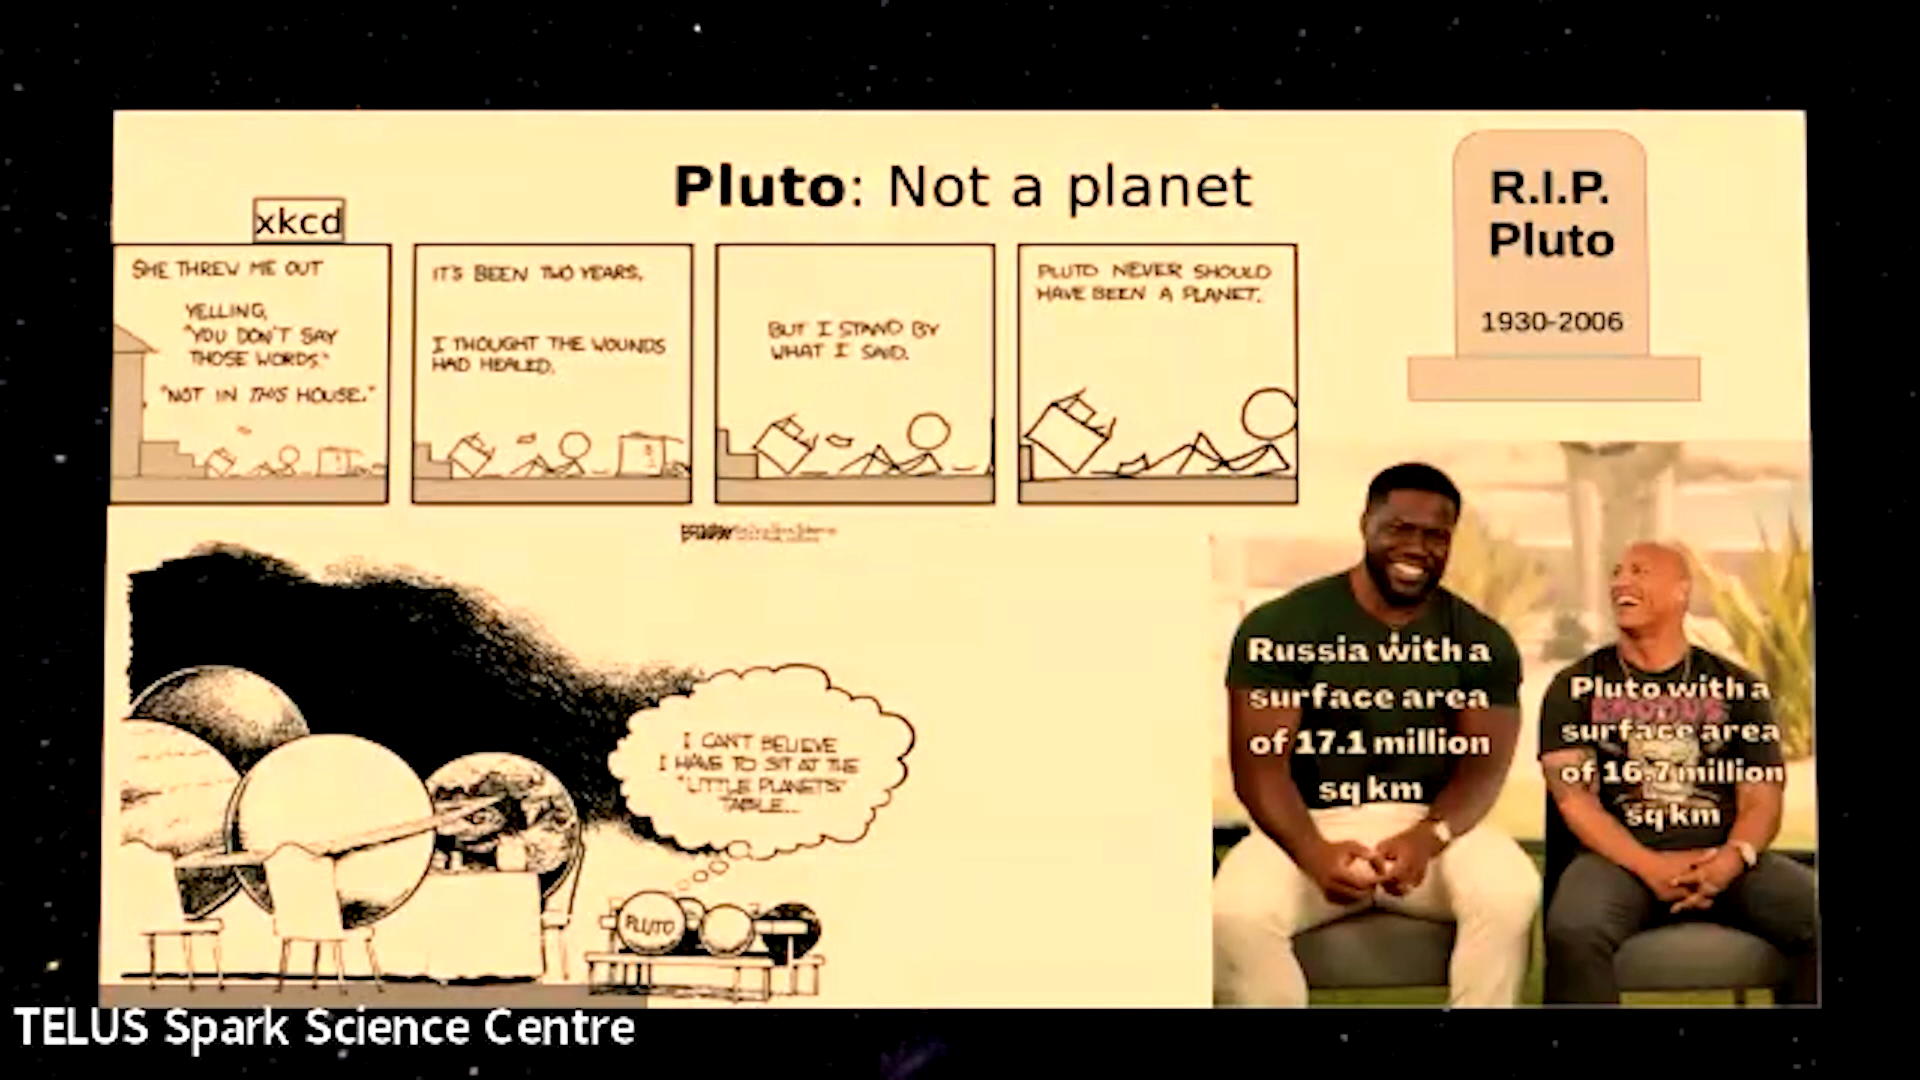 Pluto: Not a planet
R.I.P.
Pluto
1930-2006
xkcd
SHE THREW ME OUT
YELLING,
"YOU DON'T SAY
THOSE WORDS."
"NOT IN THIS HOUSE."
IT'S BEEN TWO YEARS.
I THOUGHT THE WOUNDS
HAD HEALED.
BUT I STAND BY
WHAT I SAID.
PLUTO NEVER SHOULD
HAVE BEEN A PLANET.
I CAN'T BELIEVE
I HAVE TO SIT AT THE
"LITTLE PLANETS"
TABLE...
PLUTO
Russia with a
surface area
of 17.1 million
sq km
Pluto with a
surface area
of 16.7 million
sq km
TELUS Spark Science Centre